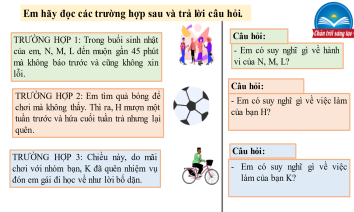 Em hãy đọc các trường hợp sau và trả lời câu hỏi.
Chân trời sáng tạo
TRƯỜNG HỢP 1: Trong buổi sinh nhật
của em, N, M, L đến muộn gần 45 phút
mà không báo trước và cũng không xin
lỗi.
Câu hỏi:
- Em có suy nghĩ gì về hành
vi của N, M, L?
TRƯỜNG HỢP 2: Em tìm quả bóng để
chơi mà không thấy. Thì ra, H mượn một
tuần trước và hứa cuối tuần trả nhưng lại
quên.
Câu hỏi:
- Em có suy nghĩ gì về việc làm
của bạn H?
TRƯỜNG HỢP 3: Chiều này, do mãi
chơi với nhóm bạn, K đã quên nhiệm vụ
đón em gái đi học về như lời bố dặn.
Câu hỏi:
- Em có suy nghĩ gì về việc
làm của bạn K?